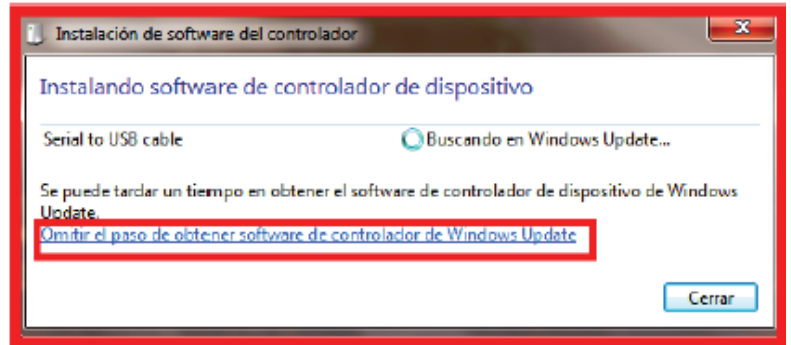 Instalación de software del controlador
Instalando software de controlador de dispositivo
Serial to USB cable Buscando en Windows Update...
Se puede tardar un tiempo en obtener el software de controlador de dispositivo de Windows
Update.
Omitir el paso de obtener software de controlador de Windows Update
Cerrar